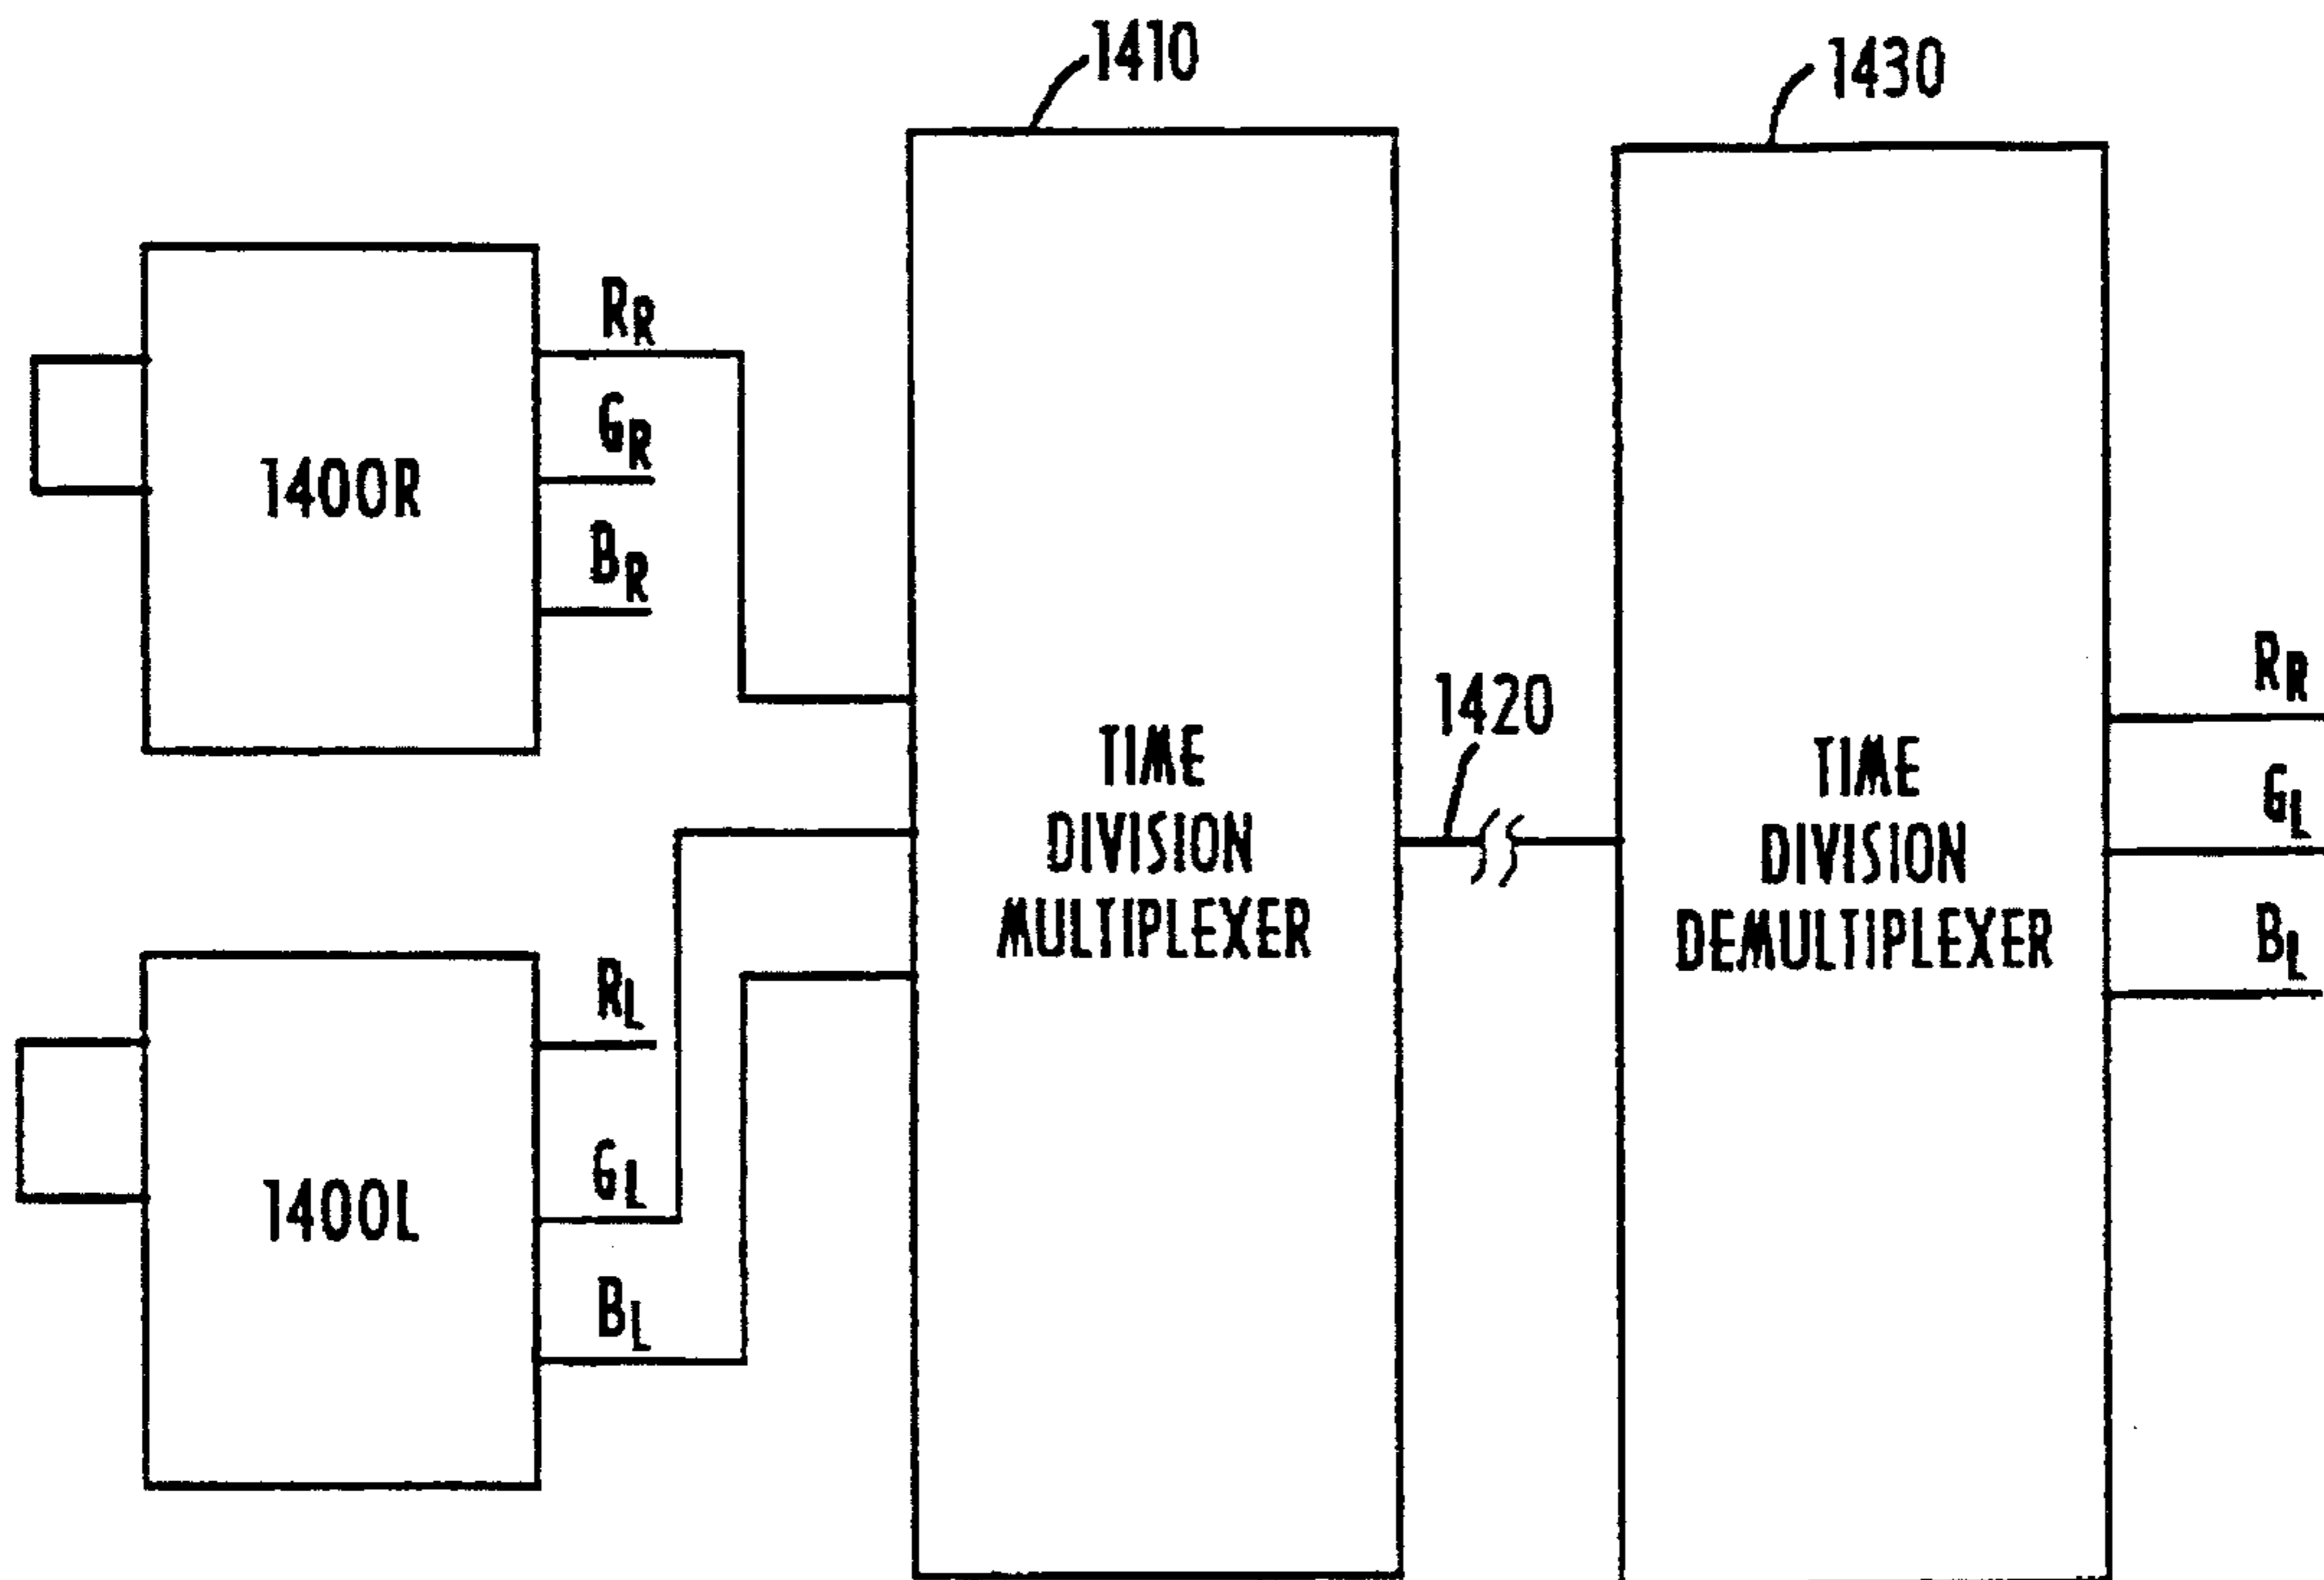 1410
1430
RR
GR
1400R
BR
RR
1420
TIME
DIVISION
MULTIPLEXER
TIME
DIVISION
DEMULTIPLEXER
GL
BL
RL
GL
1400L
BL